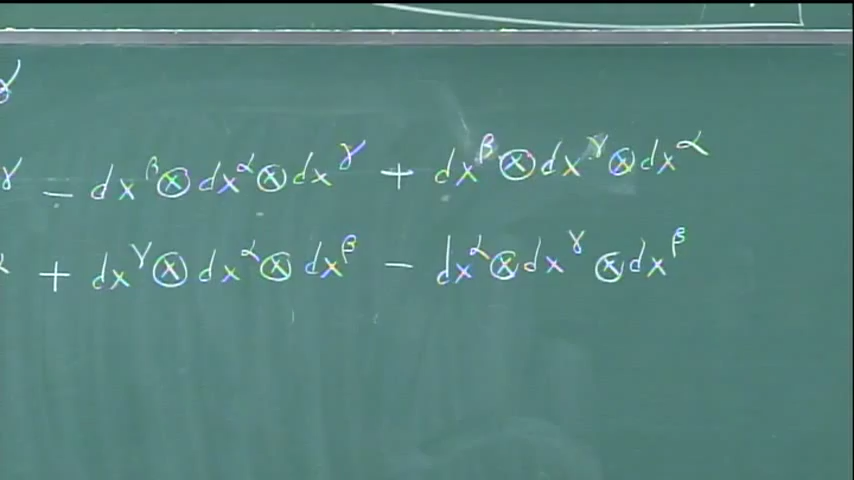 γ
γ − dx^β ⊗ dx^α ⊗ dx^γ + dx^β ⊗ dx^γ ⊗ dx^α
+ dx^γ ⊗ dx^α ⊗ dx^β − dx^α ⊗ dx^γ ⊗ dx^β